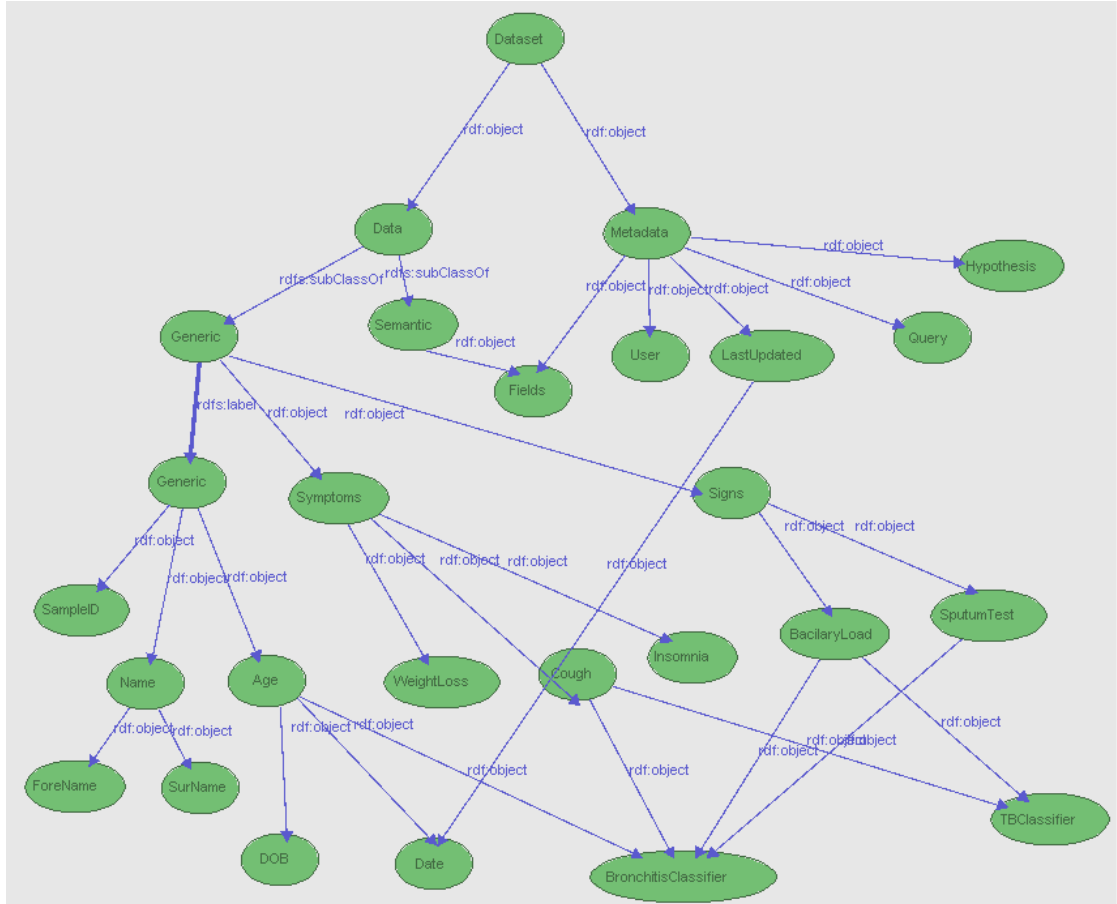 Dataset
rdf:object
rdf:object
Data
Metadata
rdf:object
Hypothesis
rdfs:subClassOf
rdfs:subClassOf
rdf:object
rdf:object
rdf:object
Semantic
Generic
rdf:object
User
LastUpdated
Query
Fields
rdfs:label
rdf:object
rdf:object
Generic
Symptoms
Signs
rdf:object
rdf:object
rdf:object
rdf:object
rdf:object
rdf:object
rdf:object
rdf:object
rdf:object
SampleID
SputumTest
BacilaryLoad
Insomnia
Name
Age
WeightLoss
Cough
rdf:object
rdf:object
rdf:object
rdf:object
rdf:object
rdf:object
rdf:object
ForeName
SurName
rdf:object
rdf:object
TBClassifier
DOB
Date
BronchitisClassifier